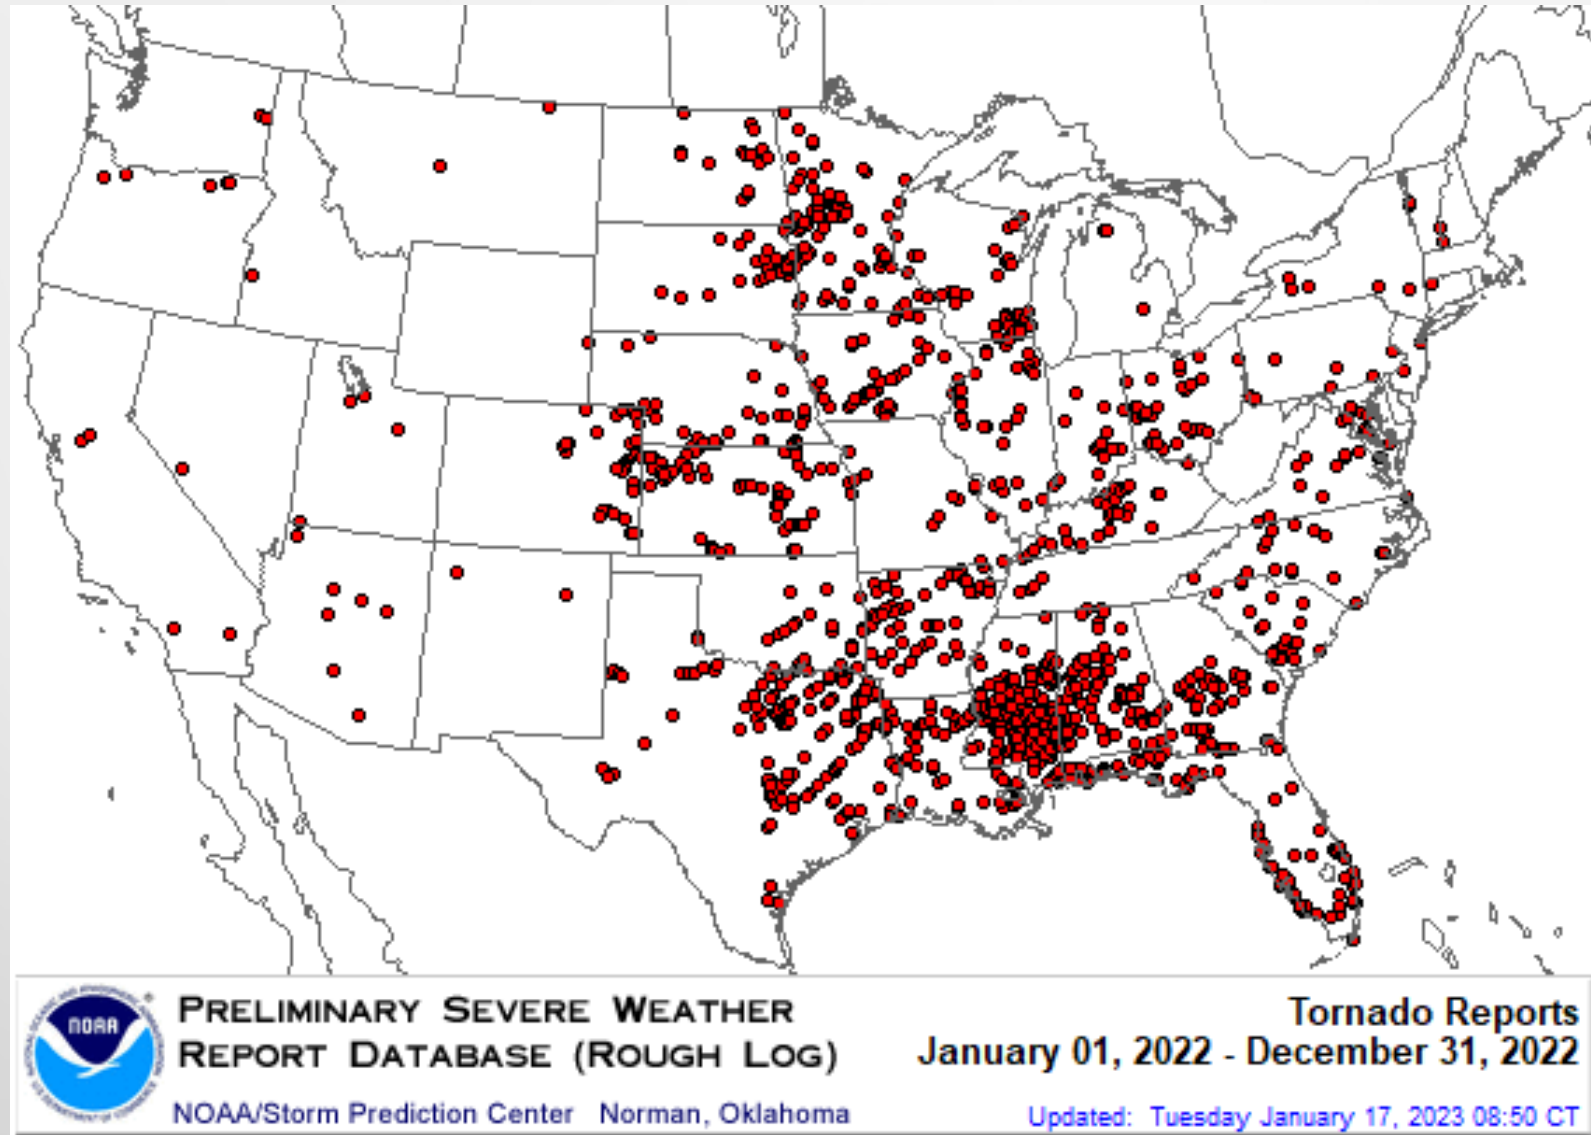 NOAA
PRELIMINARY SEVERE WEATHER
REPORT DATABASE (ROUGH LOG)
NOAA/Storm Prediction Center Norman, Oklahoma
Tornado Reports
January 01, 2022 - December 31, 2022
Updated: Tuesday January 17, 2023 08:50 CT